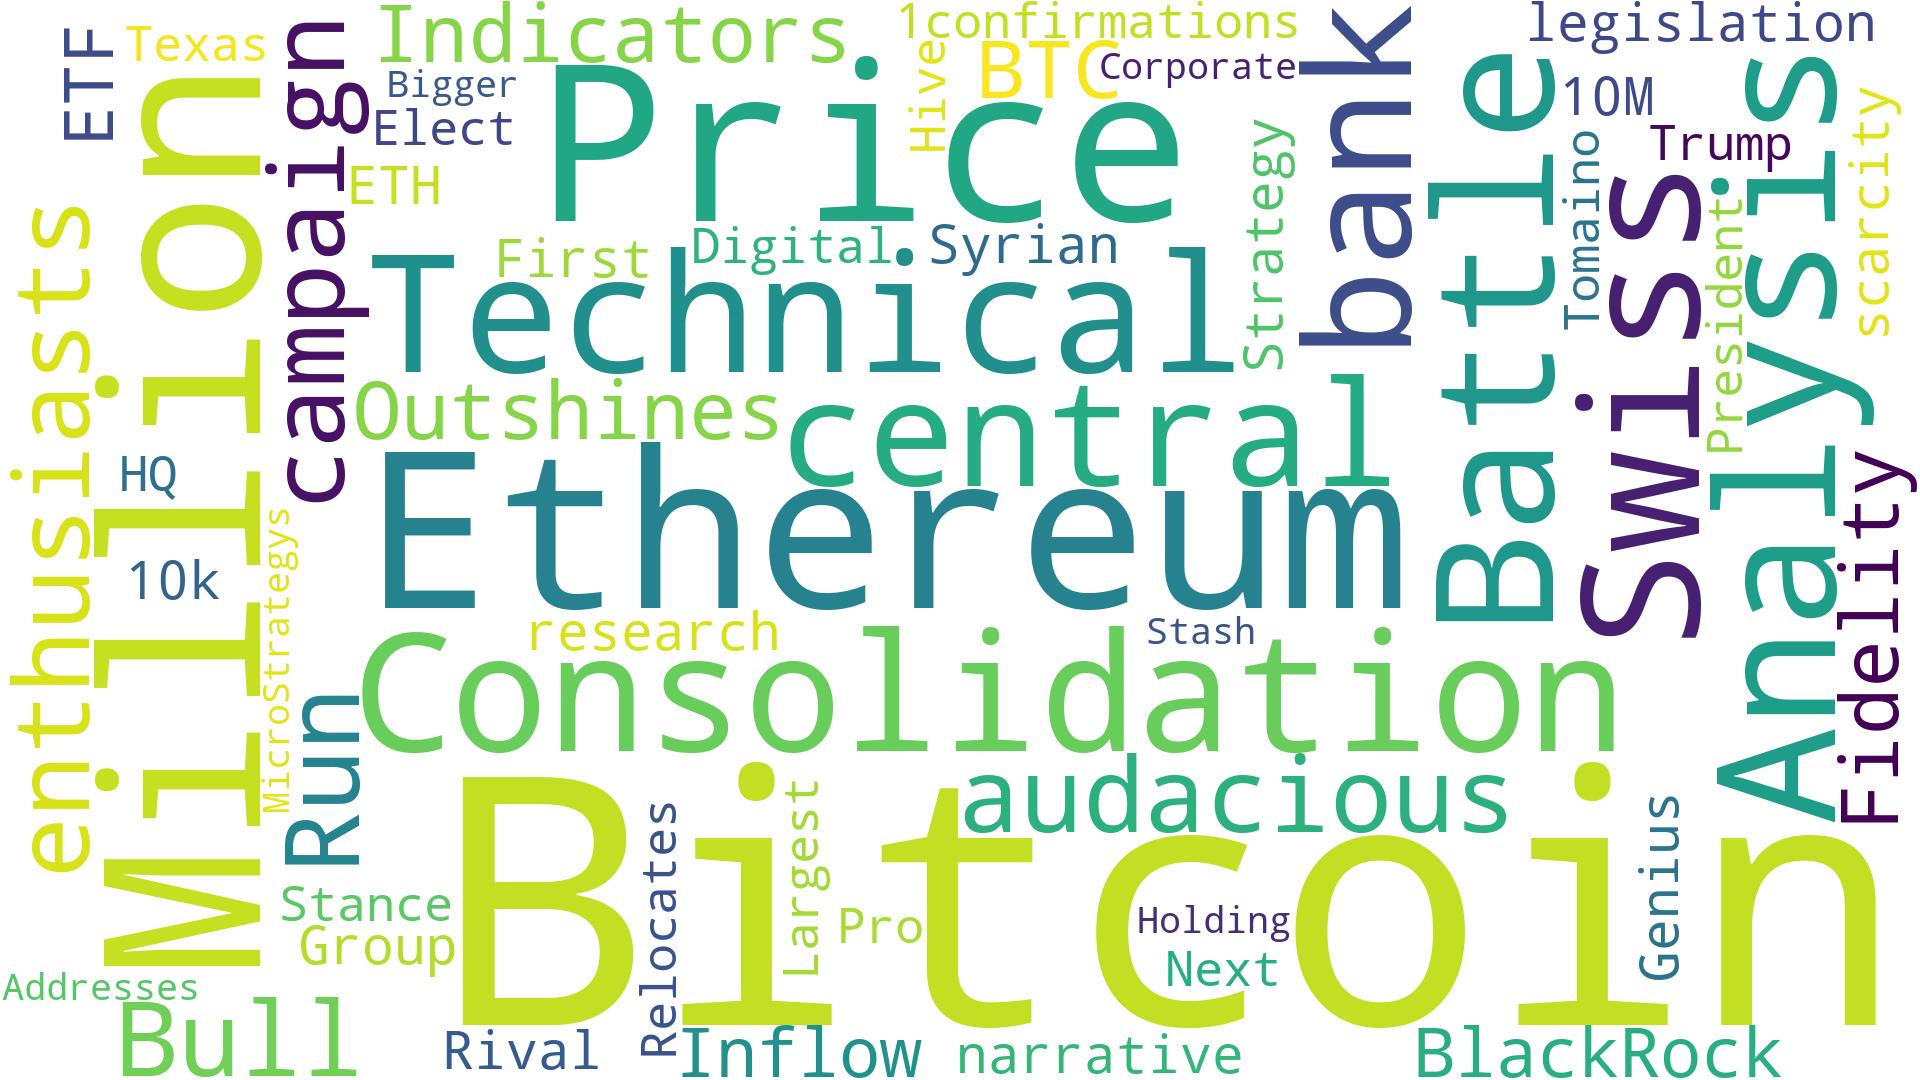 ETF
Texas
Million
campaign
Indicators
Bigger
Elect
ETH
Price
1confirmations
Hive
BTC
Corporate
bank
legislation
10M
Trump
Battle
Tomaino
Swiss
President
Analysis
scarcity
Strategy
enthusiasts
First
Digital
Syrian
Technical
Outshines
central
HQ
10k
MicroStrategys
Ethereum
Fidelity
research
Stash
Consolidation
Run
audacious
Bitcoin
Relocates
Largest
Pro
Holding
Next
Genius
Stance
Group
Addresses
Bull
Rival
Inflow
narrative
BlackRock